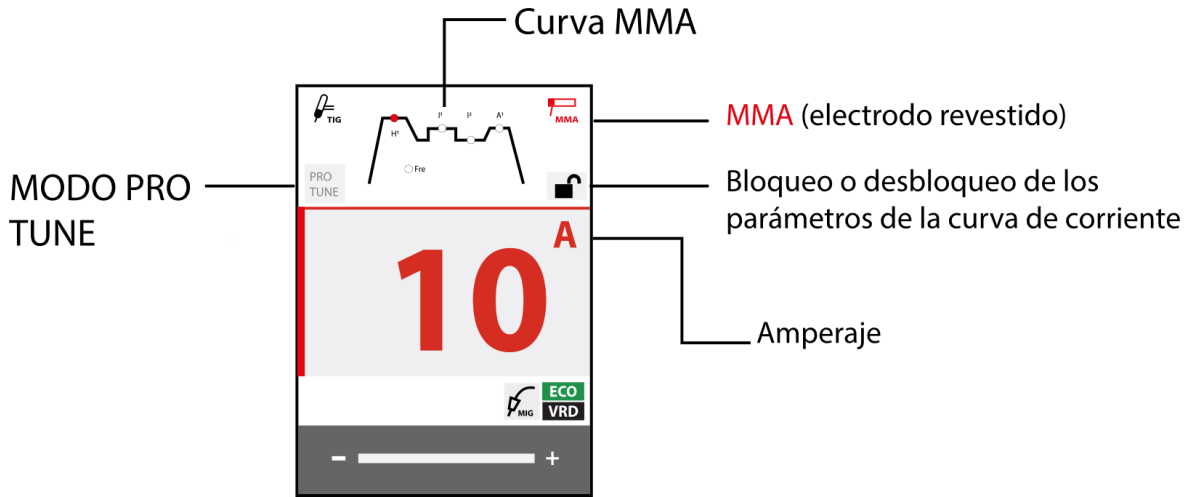 Curva MMA
TIG
H¹
I¹
I²
A¹
MMA
Fre
PRO
TUNE
MODO PRO
TUNE
MMA (electrodo revestido)
Bloqueo o desbloqueo de los
parámetros de la curva de corriente
10
A
Amperaje
MIG
ECO
VRD
- +